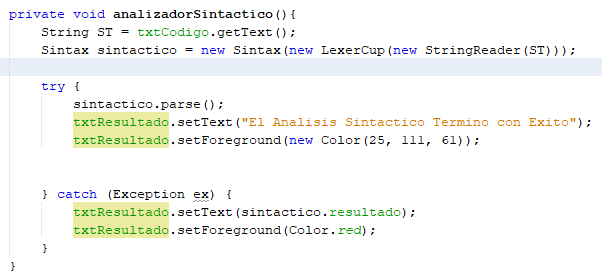 private void analizadorSintactico(){
String ST = txtCodigo.getText();
Sintax sintactico = new Sintax(new LexerCup(new StringReader(ST)));
try {
sintactico.parse();
txtResultado.setText("El Analisis Sintactico Termino con Exito");
txtResultado.setForeground(new Color(25, 111, 61));
} catch (Exception ex) {
txtResultado.setText(sintactico.resultado);
txtResultado.setForeground(Color.red);
}
}